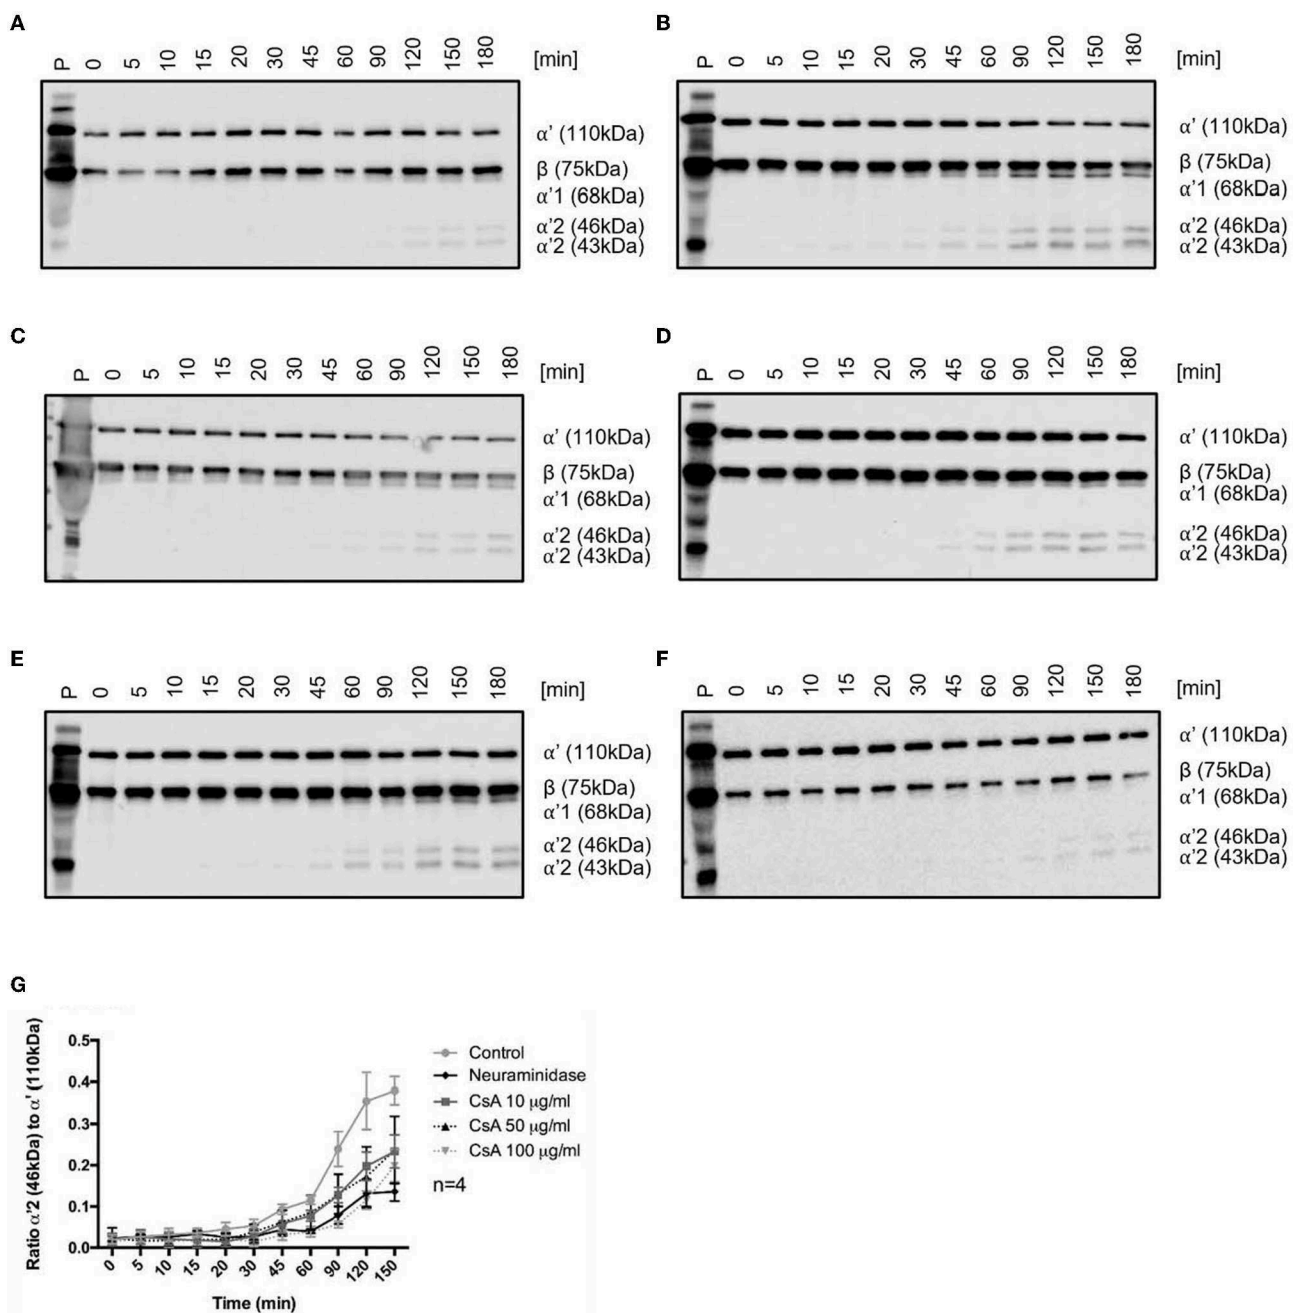 A
P 0 5 10 15 20 30 45 60 90 120 150 180 [min]
α' (110kDa)
β (75kDa)
α'1 (68kDa)
α'2 (46kDa)
α'2 (43kDa)
B
P 0 5 10 15 20 30 45 60 90 120 150 180 [min]
α' (110kDa)
β (75kDa)
α'1 (68kDa)
α'2 (46kDa)
α'2 (43kDa)
C
P 0 5 10 15 20 30 45 60 90 120 150 180 [min]
α' (110kDa)
β (75kDa)
α'1 (68kDa)
α'2 (46kDa)
α'2 (43kDa)
D
P 0 5 10 15 20 30 45 60 90 120 150 180 [min]
α' (110kDa)
β (75kDa)
α'1 (68kDa)
α'2 (46kDa)
α'2 (43kDa)
E
P 0 5 10 15 20 30 45 60 90 120 150 180 [min]
α' (110kDa)
β (75kDa)
α'1 (68kDa)
α'2 (46kDa)
α'2 (43kDa)
F
P 0 5 10 15 20 30 45 60 90 120 150 180 [min]
α' (110kDa)
β (75kDa)
α'1 (68kDa)
α'2 (46kDa)
α'2 (43kDa)
G
Ratio α'2 (46kDa) to α' (110kDa)
0.5
0.4
0.3
0.2
0.1
0.0
0 5 10 15 20 30 45 60 90 120 150
Time (min)
Control
Neuraminidase
CsA 10 μg/ml
CsA 50 μg/ml
CsA 100 μg/ml
n=4